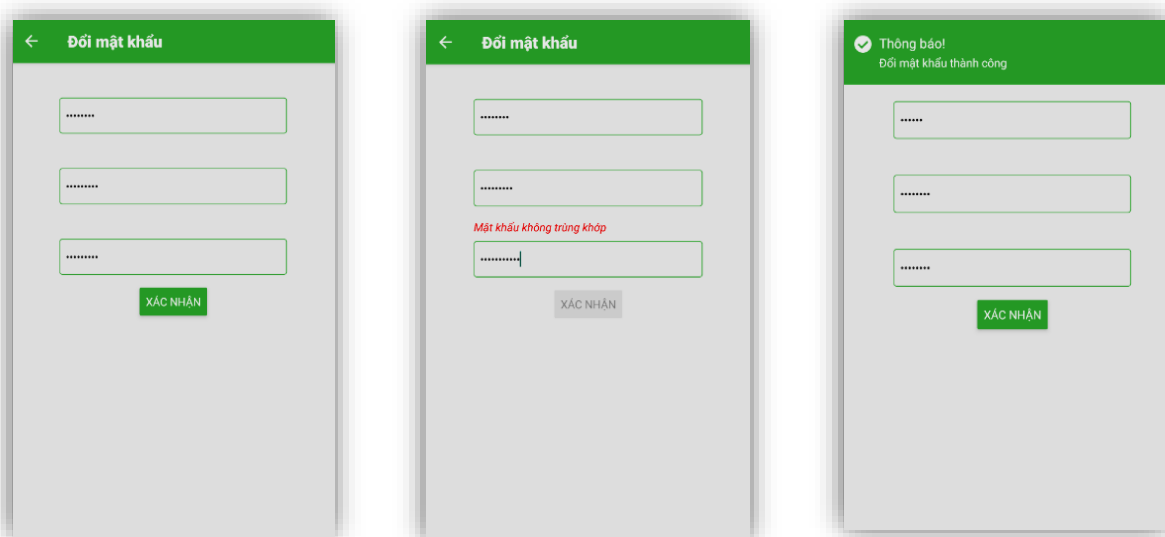 Đổi mật khẩu
••••••••
•••••••••
•••••••••
XÁC NHẬN
Đổi mật khẩu
••••••••
•••••••••
Mật khẩu không trùng khớp
•••••••••••
XÁC NHẬN
Thông báo!
Đổi mật khẩu thành công
••••••
••••••••
••••••••
XÁC NHẬN